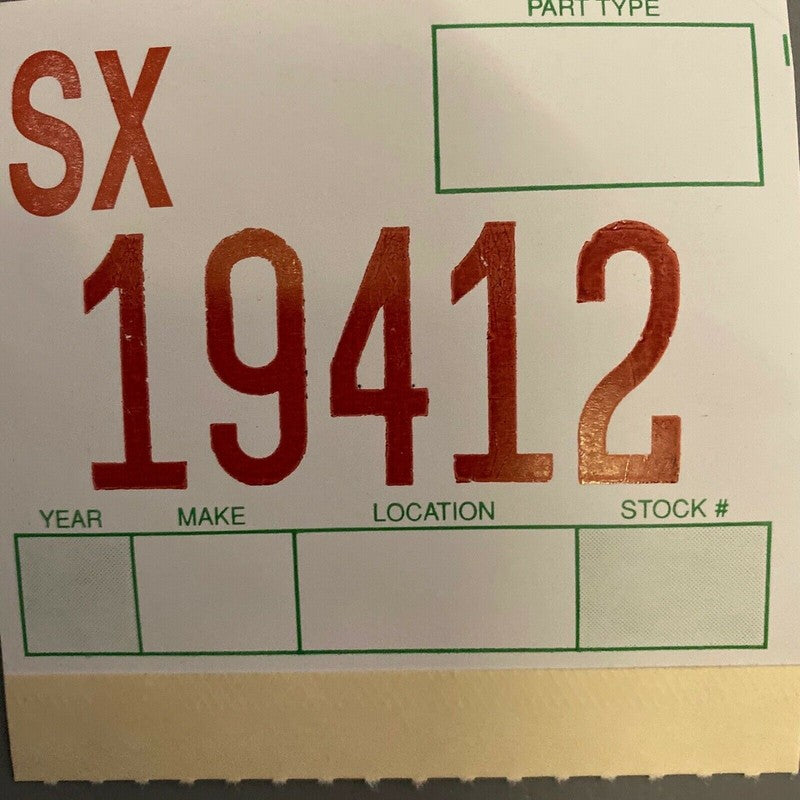 PART TYPE
SX
19412
YEAR MAKE LOCATION STOCK #